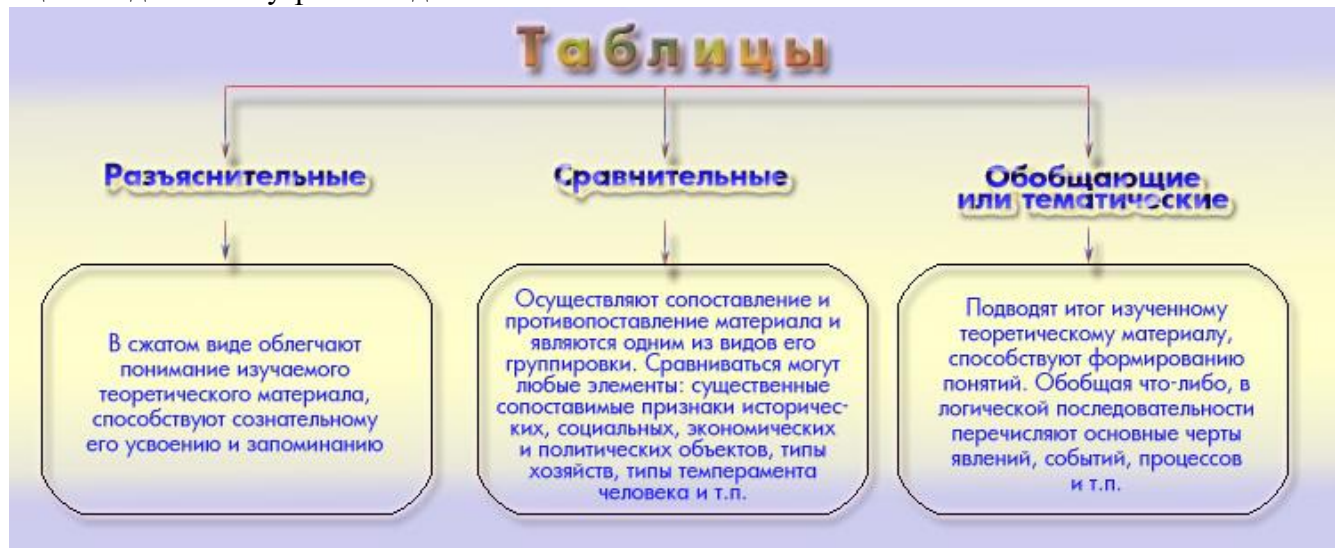 Таблицы
Разъяснительные
Сравнительные
Обобщающие
или тематические
В сжатом виде облегчают
понимание изучаемого
теоретического материала,
способствуют сознательному
его усвоению и запоминанию
Осуществляют сопоставление и
противопоставление материала и
являются одним из видов его
группировки. Сравниваться могут
любые элементы: существенные
сопоставимые признаки историчес-
ких, социальных, экономических
и политических объектов, типы
хозяйств, типы темперамента
человека и т.п.
Подводят итог изученному
теоретическому материалу,
способствуют формированию
понятий. Обобщая что-либо, в
логической последовательности
перечисляют основные черты
явлений, событий, процессов
и т.п.